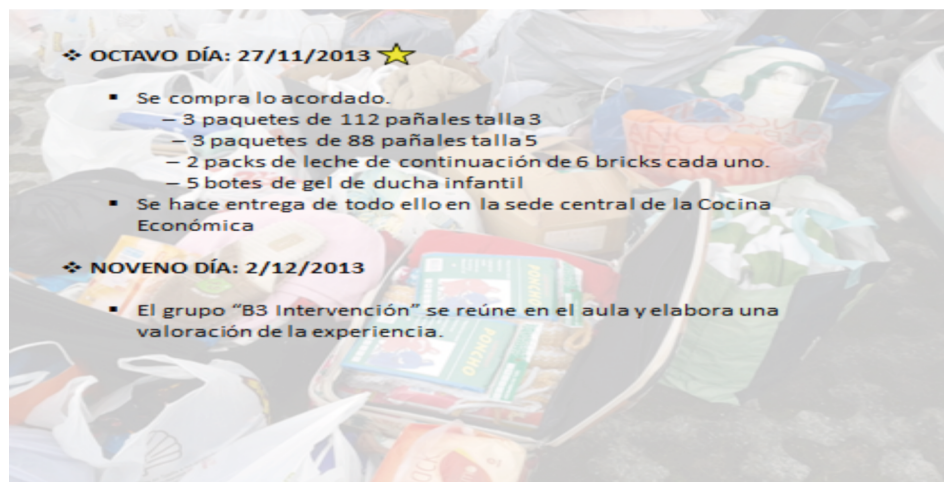 ❖ OCTAVO DÍA: 27/11/2013
▪ Se compra lo acordado.
– 3 paquetes de 112 pañales talla 3
– 3 paquetes de 88 pañales talla 5
– 2 packs de leche de continuación de 6 bricks cada uno.
– 5 botes de gel de ducha infantil
▪ Se hace entrega de todo ello en la sede central de la Cocina
Económica
❖ NOVENO DÍA: 2/12/2013
▪ El grupo “B3 Intervención” se reúne en el aula y elabora una
valoración de la experiencia.
PONCHO
PONCHO